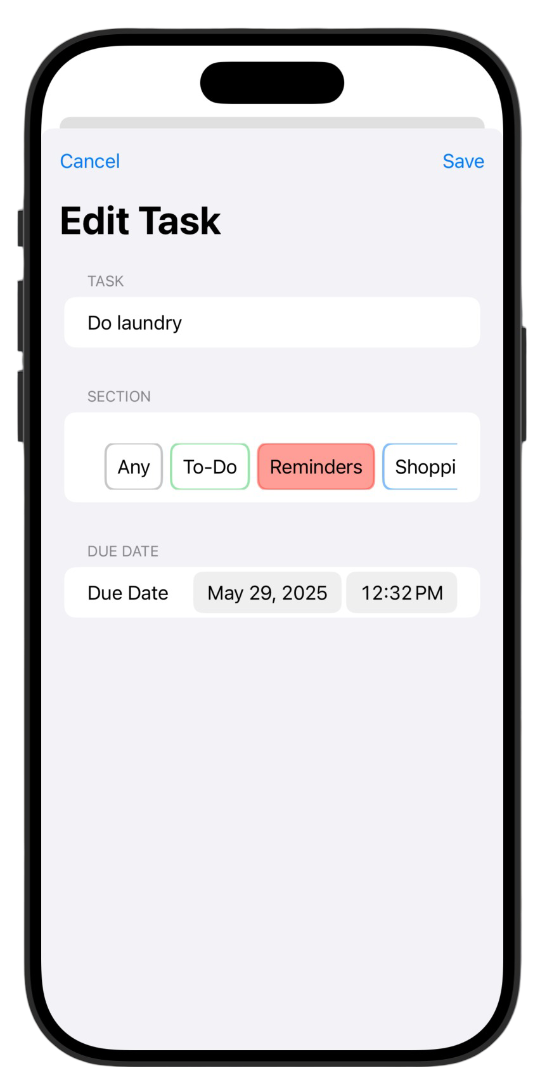 Cancel Save
Edit Task
TASK
Do laundry
SECTION
Any To-Do Reminders Shoppi
DUE DATE
Due Date May 29, 2025 12:32 PM